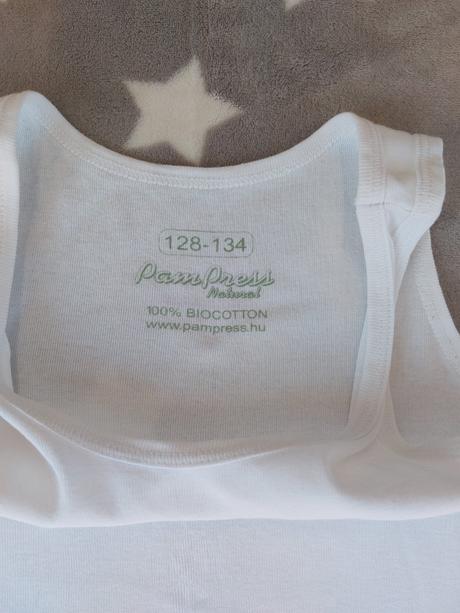 128-134
PamPress
Natural
100% BIOCOTTON
www.pampress.hu